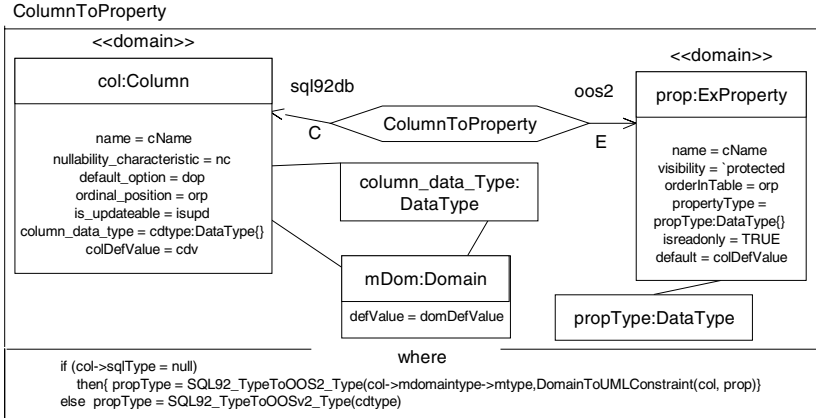 ColumnToProperty
<<domain>>
col:Column
name = cName
nullability_characteristic = nc
default_option = dop
ordinal_position = orp
is_updateable = isupd
column_data_type = cdtype:DataType{}
colDefValue = cdv
sql92db
C
ColumnToProperty
oos2
E
<<domain>>
prop:ExProperty
name = cName
visibility = `protected
orderInTable = orp
propertyType =
propType:DataType{}
isreadonly = TRUE
default = colDefValue
column_data_Type:
DataType
mDom:Domain
defValue = domDefValue
propType:DataType
where
if (col->sqlType = null)
then{ propType = SQL92_TypeToOOS2_Type(col->mdomaintype->mtype,DomainToUMLConstraint(col, prop)}
else propType = SQL92_TypeToOOSv2_Type(cdtype)